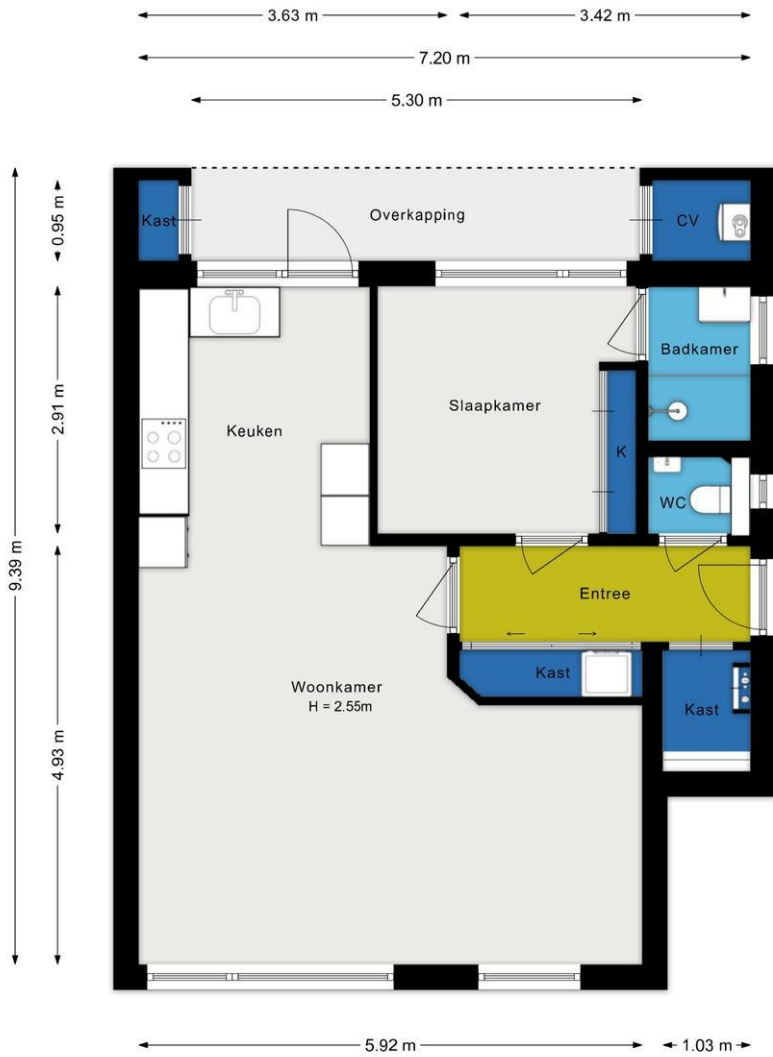 3.63 m
3.42 m
7.20 m
5.30 m
9.39 m
0.95 m
2.91 m
4.93 m
Kast
Overkapping
CV
Badkamer
Slaapkamer
Keuken
K
WC
Entree
Kast
Woonkamer
H = 2.55m
Kast
5.92 m
1.03 m